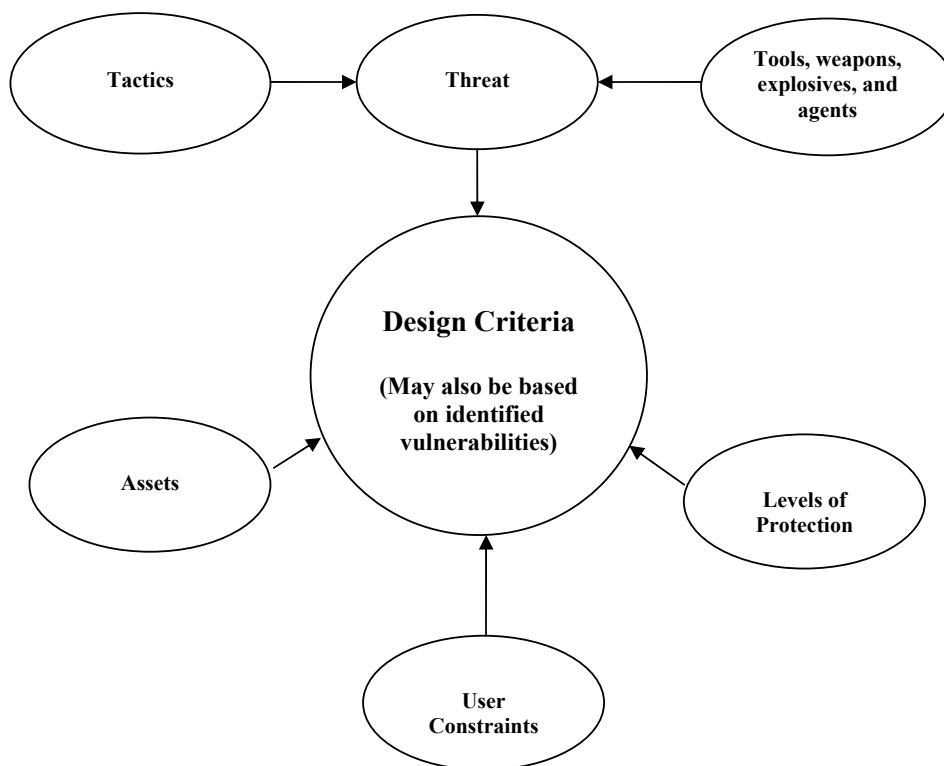 Tactics
Threat
Tools, weapons,
explosives, and
agents
Design Criteria
(May also be based
on identified
vulnerabilities)
Assets
Levels of
Protection
User
Constraints